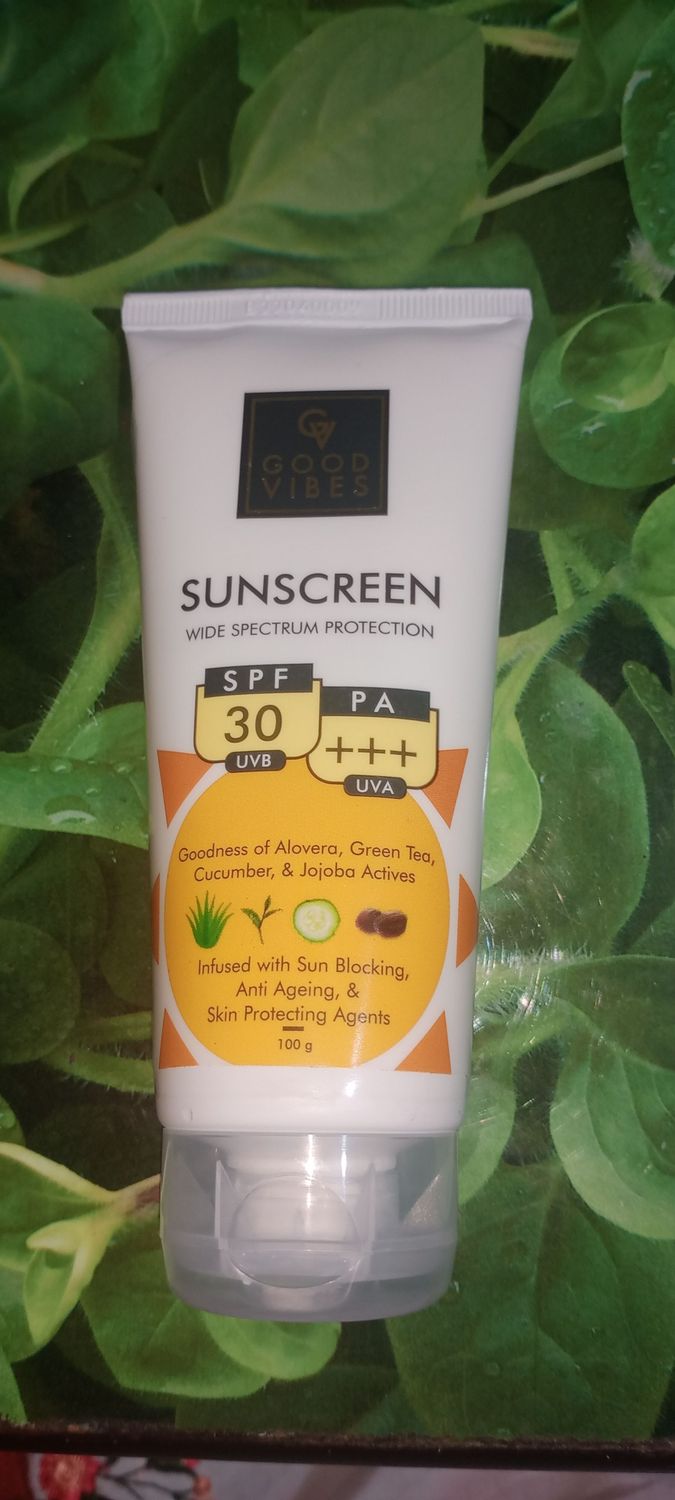 GV
GOOD
VIBES
SUNSCREEN
WIDE SPECTRUM PROTECTION
SPF
30
UVB
PA
+++
UVA
Goodness of Alovera, Green Tea,
Cucumber, & Jojoba Actives
Infused with Sun Blocking,
Anti Ageing, &
Skin Protecting Agents
100 g